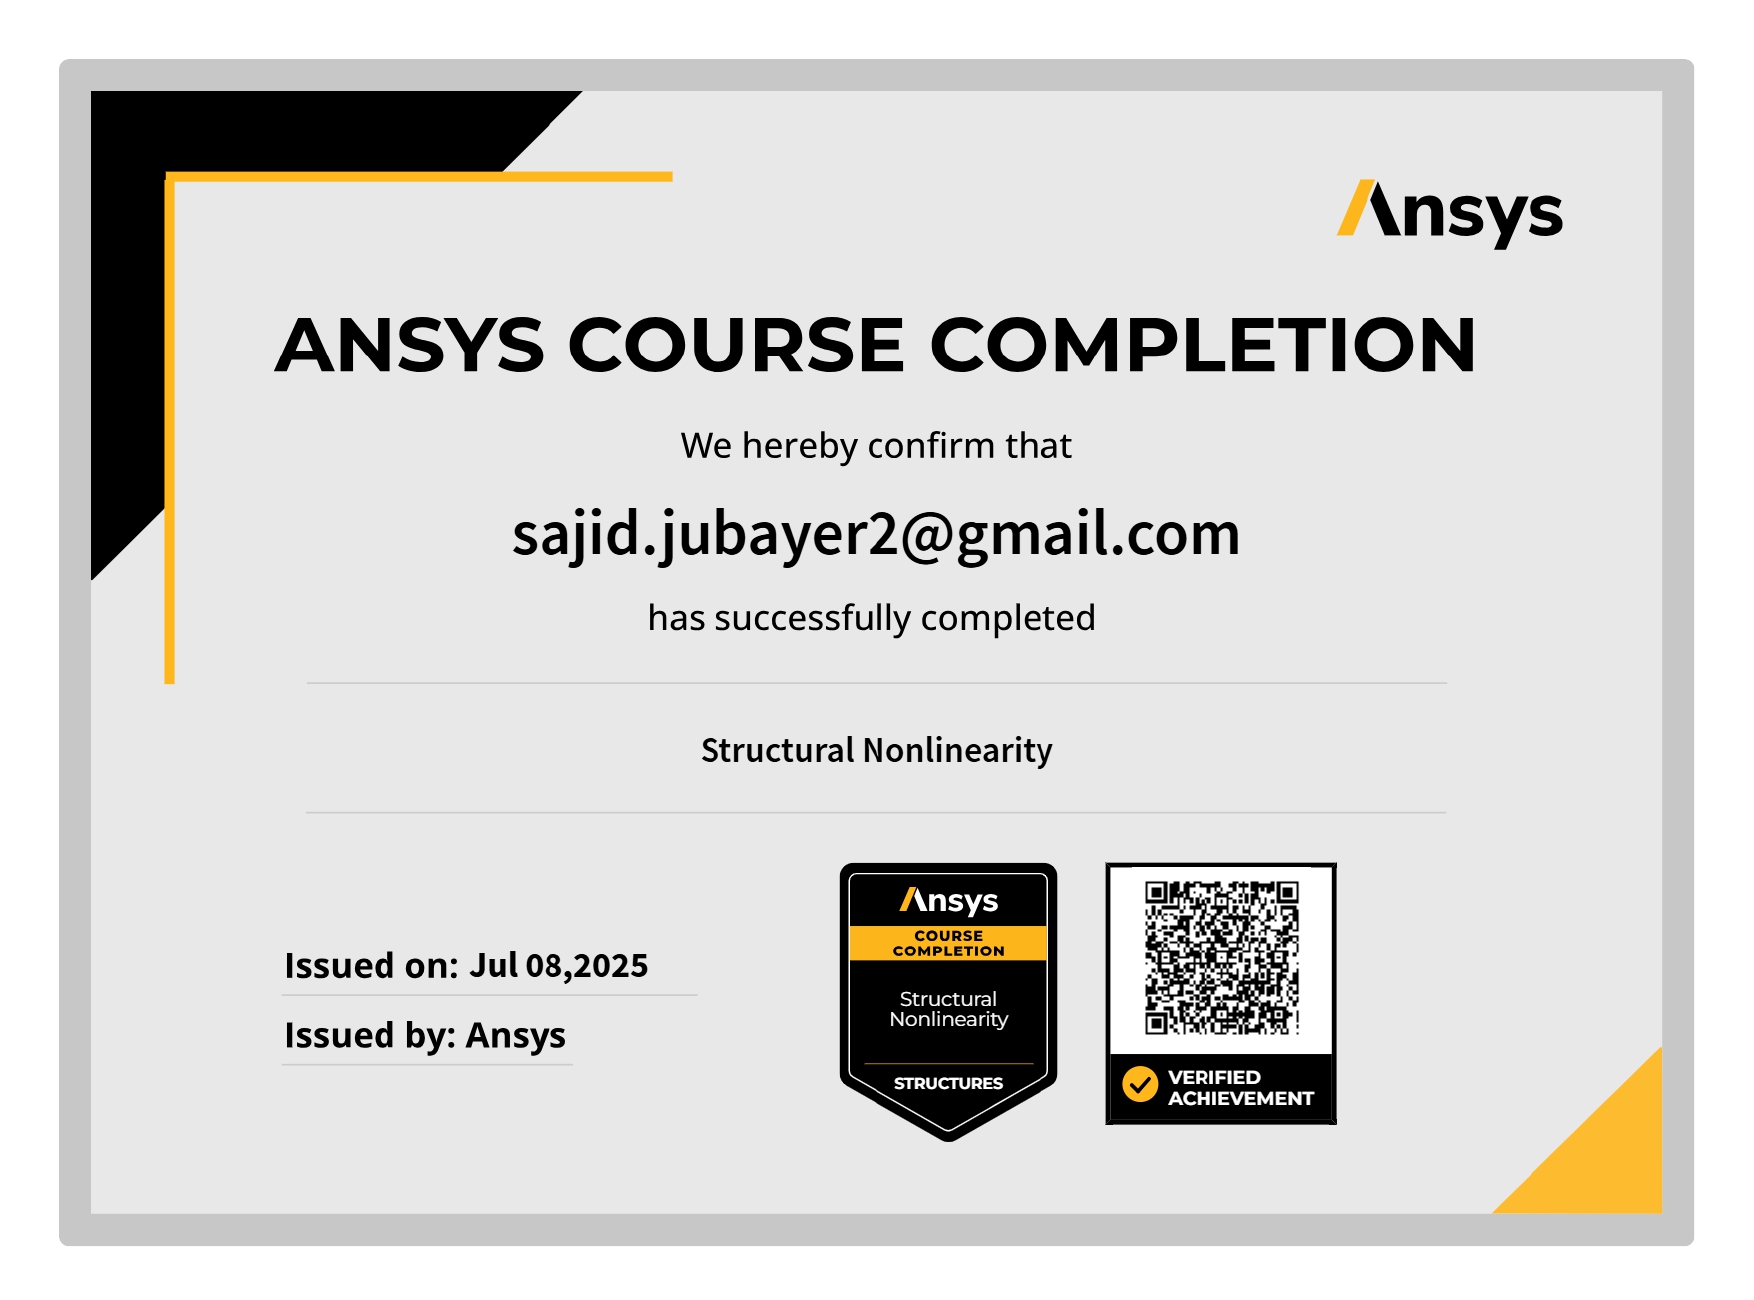 Ansys
ANSYS COURSE COMPLETION
We hereby confirm that
sajid.jubayer2@gmail.com
has successfully completed
Structural Nonlinearity
Issued on: Jul 08,2025
Issued by: Ansys
Ansys
COURSE
COMPLETION
Structural
Nonlinearity
STRUCTURES
VERIFIED
ACHIEVEMENT